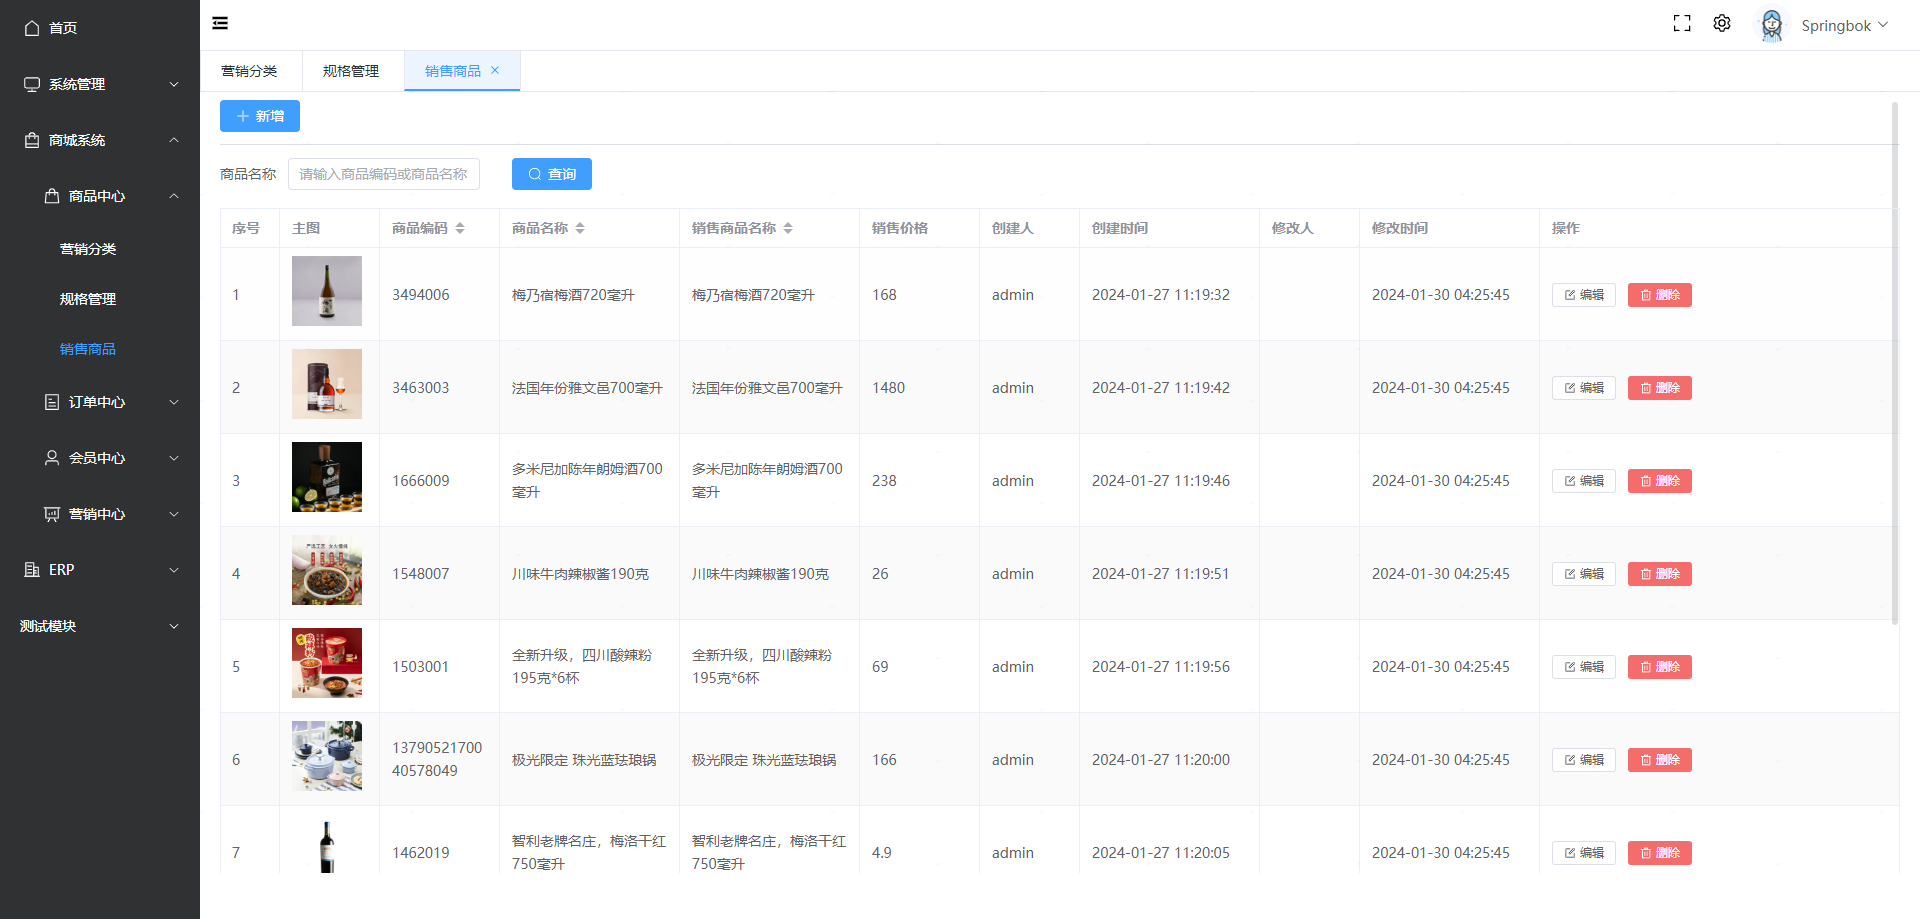 首页
系统管理
商城系统
商品中心
营销分类
规格管理
销售商品
订单中心
会员中心
营销中心
ERP
测试模块
Springbok
营销分类 规格管理 销售商品
新增
商品名称 请输入商品编码或商品名称 查询
序号 主图 商品编码 商品名称 销售商品名称 销售价格 创建人 创建时间 修改人 修改时间 操作
1 3494006 梅乃宿梅酒720毫升 梅乃宿梅酒720毫升 168 admin 2024-01-27 11:19:32 2024-01-30 04:25:45 编辑 删除
2 3463003 法国年份雅文邑700毫升 法国年份雅文邑700毫升 1480 admin 2024-01-27 11:19:42 2024-01-30 04:25:45 编辑 删除
3 1666009 多米尼加陈年朗姆酒700 多米尼加陈年朗姆酒700 238 admin 2024-01-27 11:19:46 2024-01-30 04:25:45 编辑 删除
毫升 毫升
4 1548007 川味牛肉辣椒酱190克 川味牛肉辣椒酱190克 26 admin 2024-01-27 11:19:51 2024-01-30 04:25:45 编辑 删除
5 1503001 全新升级，四川酸辣粉 全新升级，四川酸辣粉 69 admin 2024-01-27 11:19:56 2024-01-30 04:25:45 编辑 删除
195克*6杯 195克*6杯
6 13790521700 极光限定 珠光蓝珐琅锅 极光限定 珠光蓝珐琅锅 166 admin 2024-01-27 11:20:00 2024-01-30 04:25:45 编辑 删除
40578049
7 1462019 智利老牌名庄，梅洛干红 智利老牌名庄，梅洛干红 4.9 admin 2024-01-27 11:20:05 2024-01-30 04:25:45 编辑 删除
750毫升 750毫升